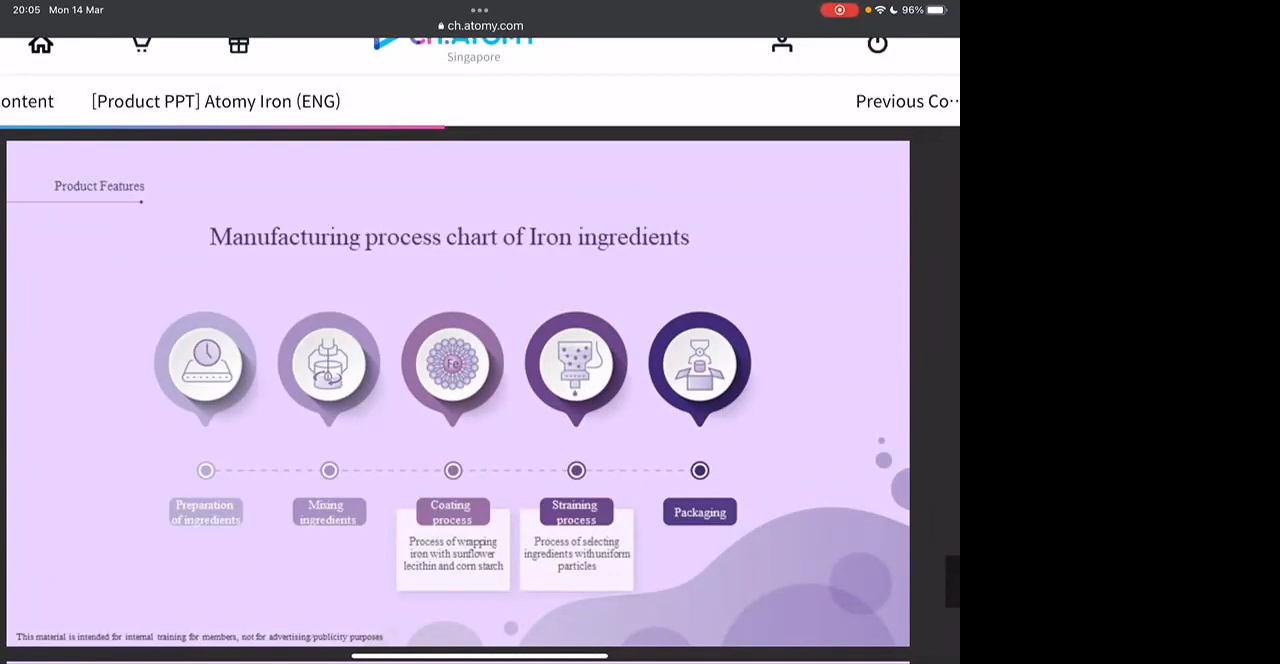 20:05 Mon 14 Mar
96%
ch.atomy.com
CH.ATOMY
Singapore
ontent
[Product PPT] Atomy Iron (ENG)
Previous Co··
Product Features
Manufacturing process chart of Iron ingredients
Fe
Preparation
of ingredients
Mixing
ingredients
Coating
process
Straining
process
Packaging
Process of wrapping
iron with sunflower
lecithin and corn starch
Process of selecting
ingredients with uniform
particles
This material is intended for internal training for members, not for advertising/publicity purposes